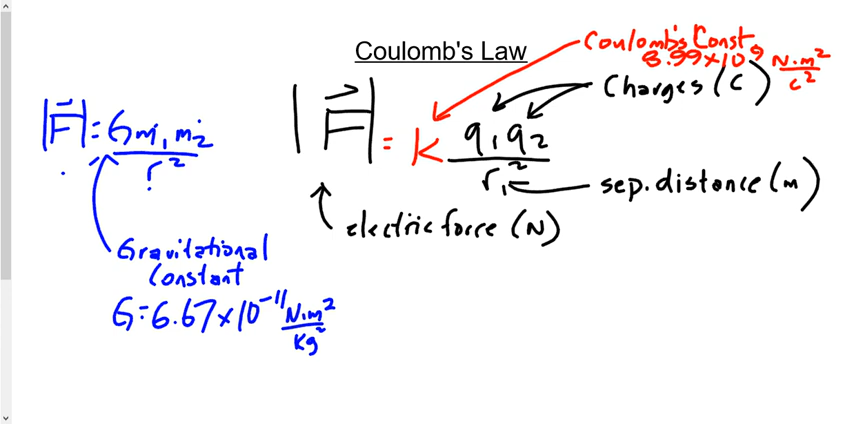 Coulomb's Law
Coulomb's Const.
8.99×10⁹ N·m²/C²
Charges (C)
|F⃗| = K q₁q₂/r²
sep. distance (m)
electric force (N)
|F⃗| = G m₁m₂/r²
Gravitational
Constant
G = 6.67×10⁻¹¹ N·m²/Kg²